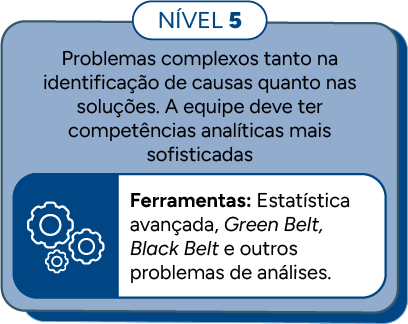 NÍVEL 5
Problemas complexos tanto na
identificação de causas quanto nas
soluções. A equipe deve ter
competências analíticas mais
sofisticadas
Ferramentas: Estatística
avançada, Green Belt,
Black Belt e outros
problemas de análises.